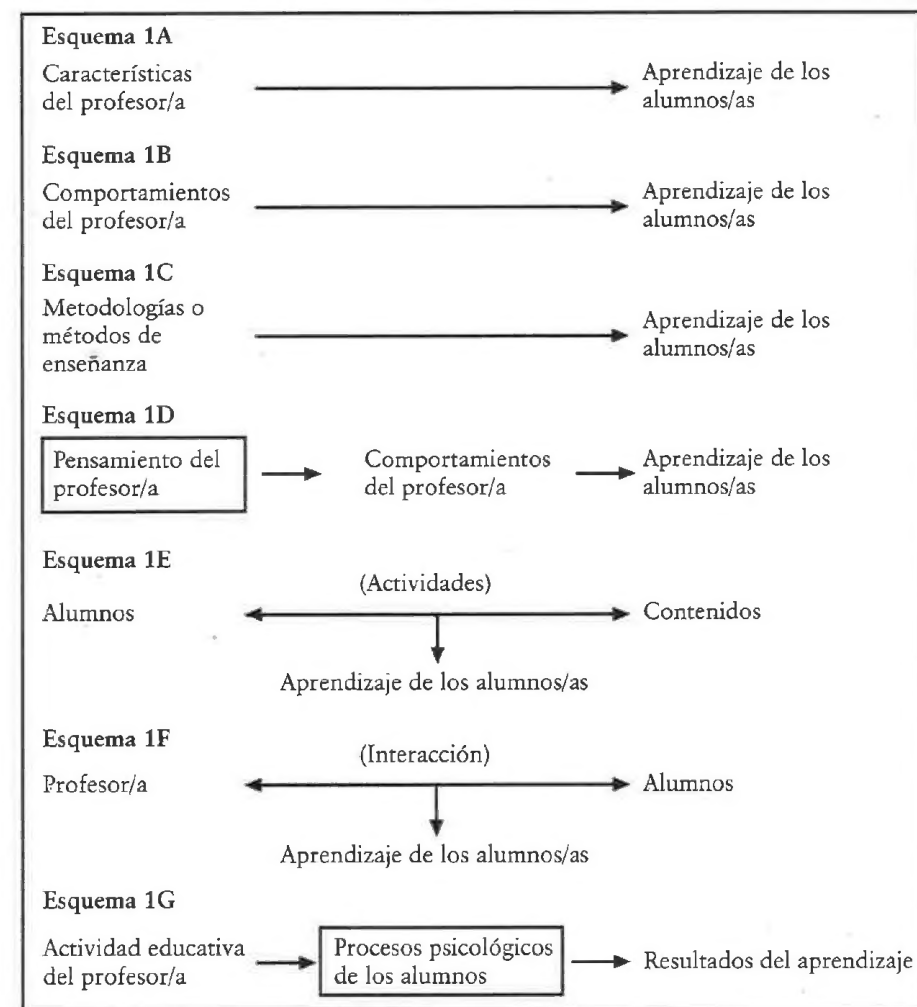 Esquema 1A
Características
del profesor/a
Aprendizaje de los
alumnos/as
Esquema 1B
Comportamientos
del profesor/a
Aprendizaje de los
alumnos/as
Esquema 1C
Metodologías o
métodos de
enseñanza
Aprendizaje de los
alumnos/as
Esquema 1D
Pensamiento del
profesor/a
Comportamientos
del profesor/a
Aprendizaje de los
alumnos/as
Esquema 1E
(Actividades)
Alumnos
Contenidos
Aprendizaje de los alumnos/as
Esquema 1F
(Interacción)
Profesor/a
Alumnos
Aprendizaje de los alumnos/as
Esquema 1G
Actividad educativa
del profesor/a
Procesos psicológicos
de los alumnos
Resultados del aprendizaje